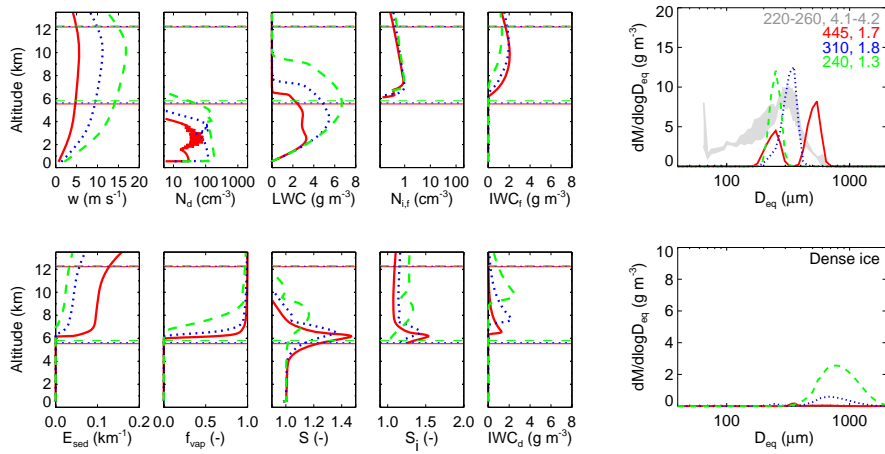 12
10
8
6
4
2
0
Altitude (km)
0 5 10 15 20
w (m s⁻¹)
10 100 1000
N_d (cm⁻³)
0 2 4 6 8
LWC (g m⁻³)
1 10
N_i,f (cm⁻³)
0 2 4 6 8
IWC_f (g m⁻³)
20
15
10
5
0
dM/dlogD_eq (g m⁻³)
220-260, 4.1-4.2
445, 1.7
310, 1.8
240, 1.3
100 1000
D_eq (μm)
12
10
8
6
4
2
0
Altitude (km)
0.0 0.1 0.2
E_sed (km⁻¹)
0.0 0.5 1.0
f_vap (-)
1.0 1.2 1.4
S (-)
1.0 1.5 2.0
S_i (-)
0 2 4 6 8
IWC_d (g m⁻³)
20
15
10
5
0
dM/dlogD_eq (g m⁻³)
Dense ice
100 1000
D_eq (μm)